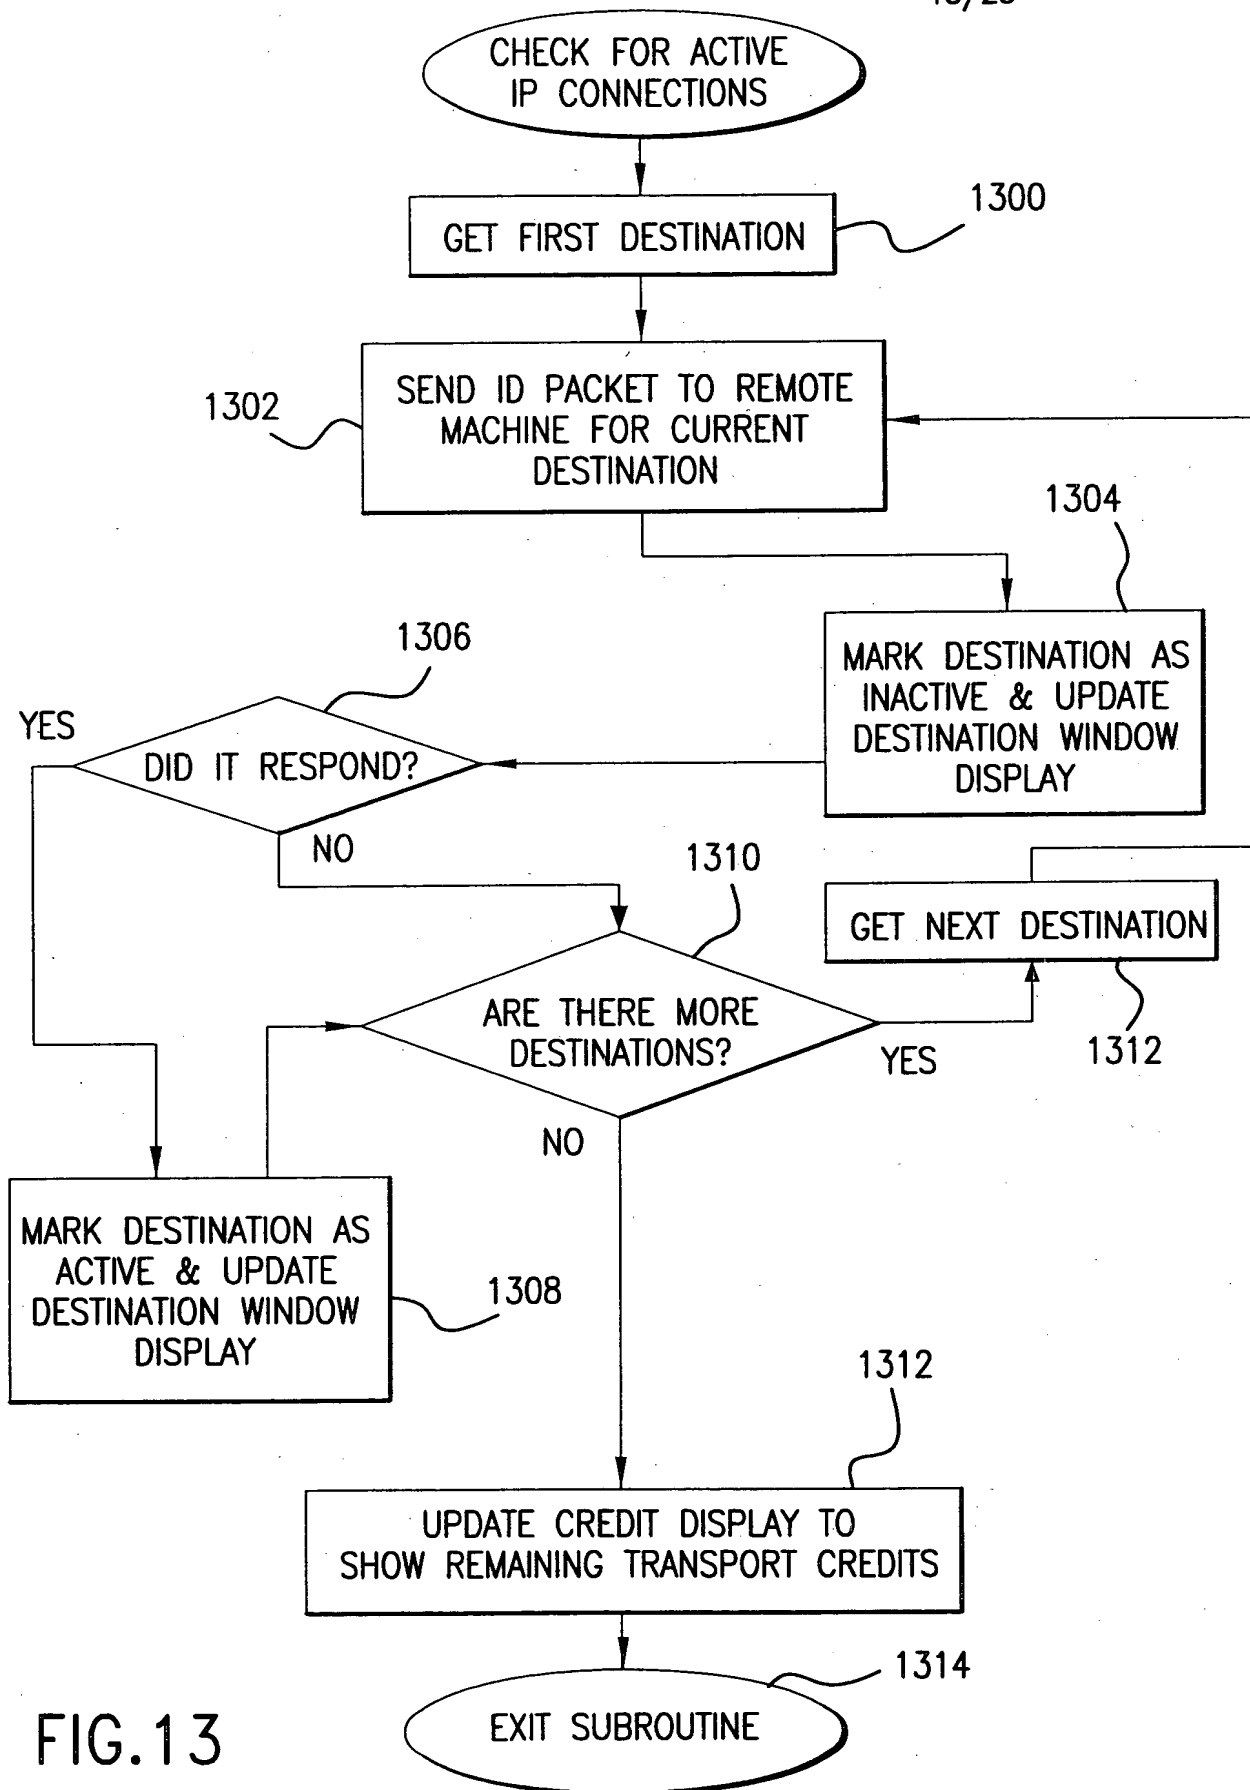 CHECK FOR ACTIVE
IP CONNECTIONS
1300
GET FIRST DESTINATION
1302
SEND ID PACKET TO REMOTE
MACHINE FOR CURRENT
DESTINATION
1304
MARK DESTINATION AS
INACTIVE & UPDATE
DESTINATION WINDOW
DISPLAY
1306
YES
DID IT RESPOND?
NO
1310
GET NEXT DESTINATION
1312
ARE THERE MORE
DESTINATIONS?
YES
NO
MARK DESTINATION AS
ACTIVE & UPDATE
DESTINATION WINDOW
DISPLAY
1308
1312
UPDATE CREDIT DISPLAY TO
SHOW REMAINING TRANSPORT CREDITS
1314
EXIT SUBROUTINE
FIG.13